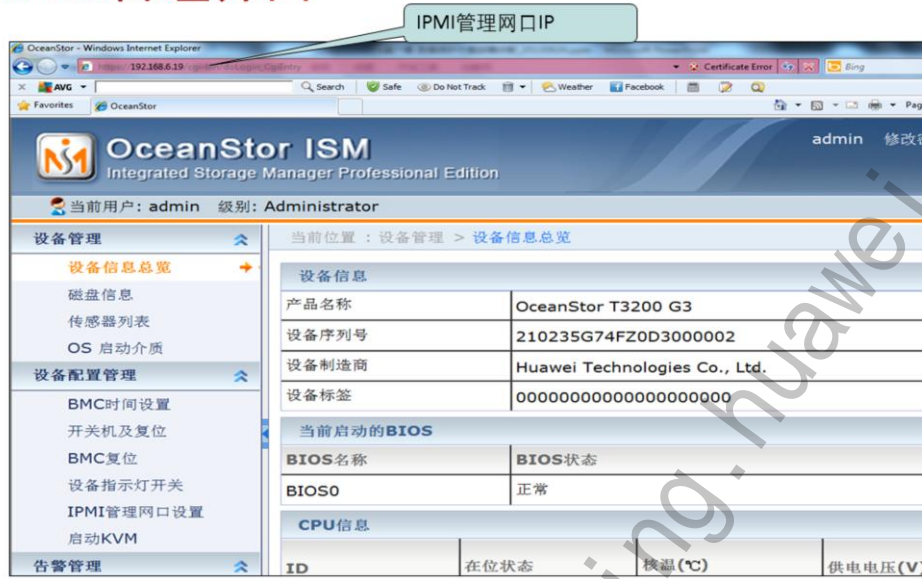 IPMI管理网口IP
OceanStor - Windows Internet Explorer
192.168.6.19
Certificate Error
Bing
AVG
Search
Safe
Do Not Track
Weather
Facebook
Favorites
OceanStor
Pag
OceanStor ISM
Integrated Storage Manager Professional Edition
admin 修改
当前用户: admin 级别: Administrator
设备管理
当前位置 : 设备管理 > 设备信息总览
设备信息总览
设备信息
磁盘信息
产品名称 OceanStor T3200 G3
传感器列表
设备序列号 210235G74FZ0D3000002
OS 启动介质
设备制造商 Huawei Technologies Co., Ltd.
设备配置管理
设备标签 00000000000000000000
BMC时间设置
开关机及复位
当前启动的BIOS
BMC复位
BIOS名称 BIOS状态
设备指示灯开关
BIOS0 正常
IPMI管理网口设置
启动KVM
CPU信息
告警管理
ID 在位状态 核温(℃) 供电电压(V
ing.huawei